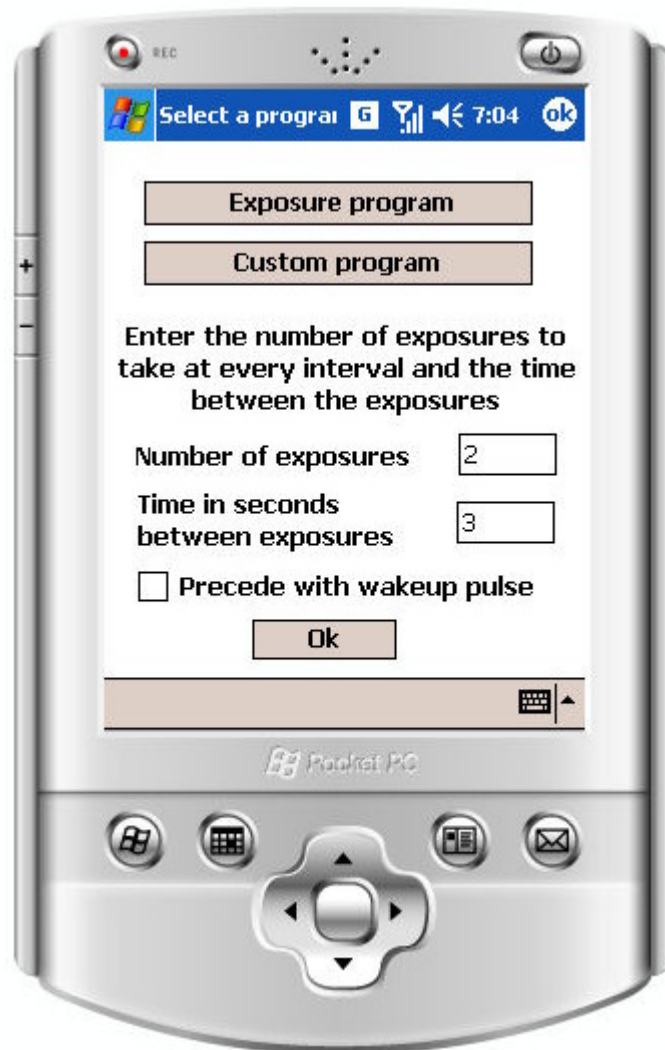 REC
Select a prograı G 7:04 ok
Exposure program
Custom program
Enter the number of exposures to
take at every interval and the time
between the exposures
Number of exposures 2
Time in seconds
between exposures 3
Precede with wakeup pulse
Ok
Pocket PC